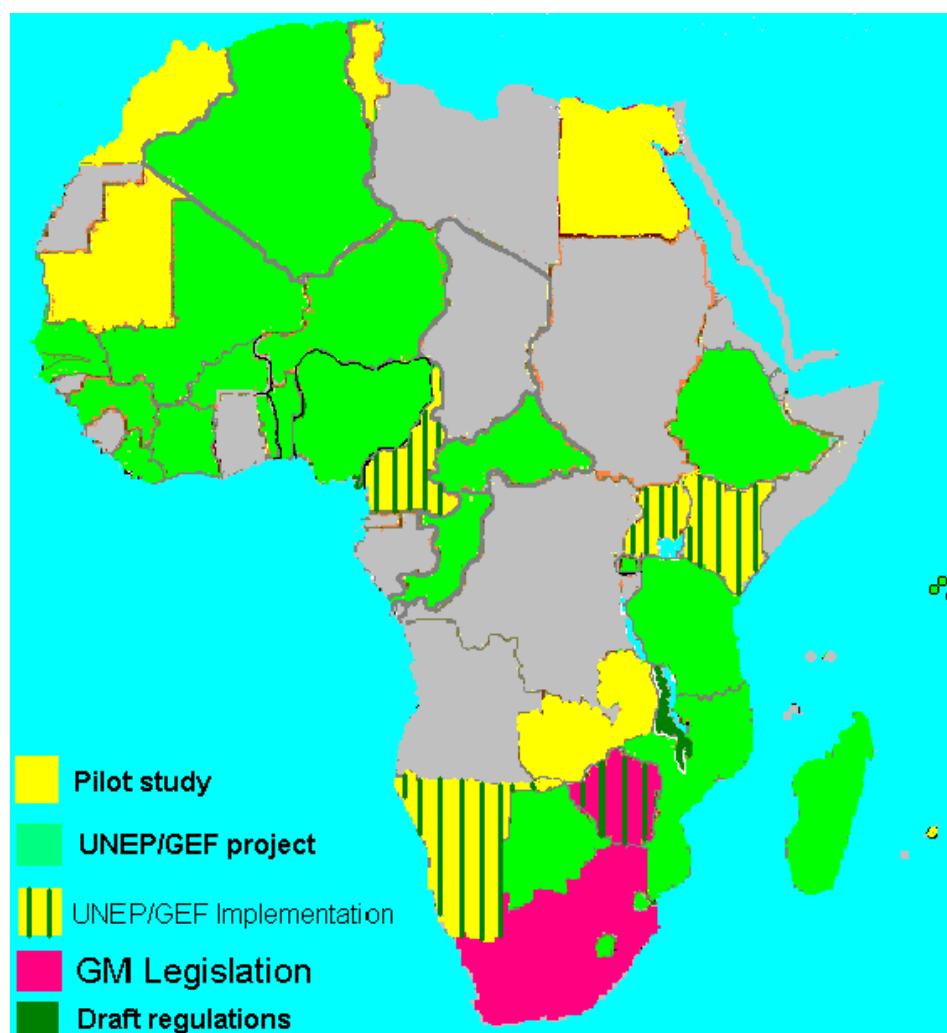 Pilot study
UNEP/GEF project
UNEP/GEF Implementation
GM Legislation
Draft regulations